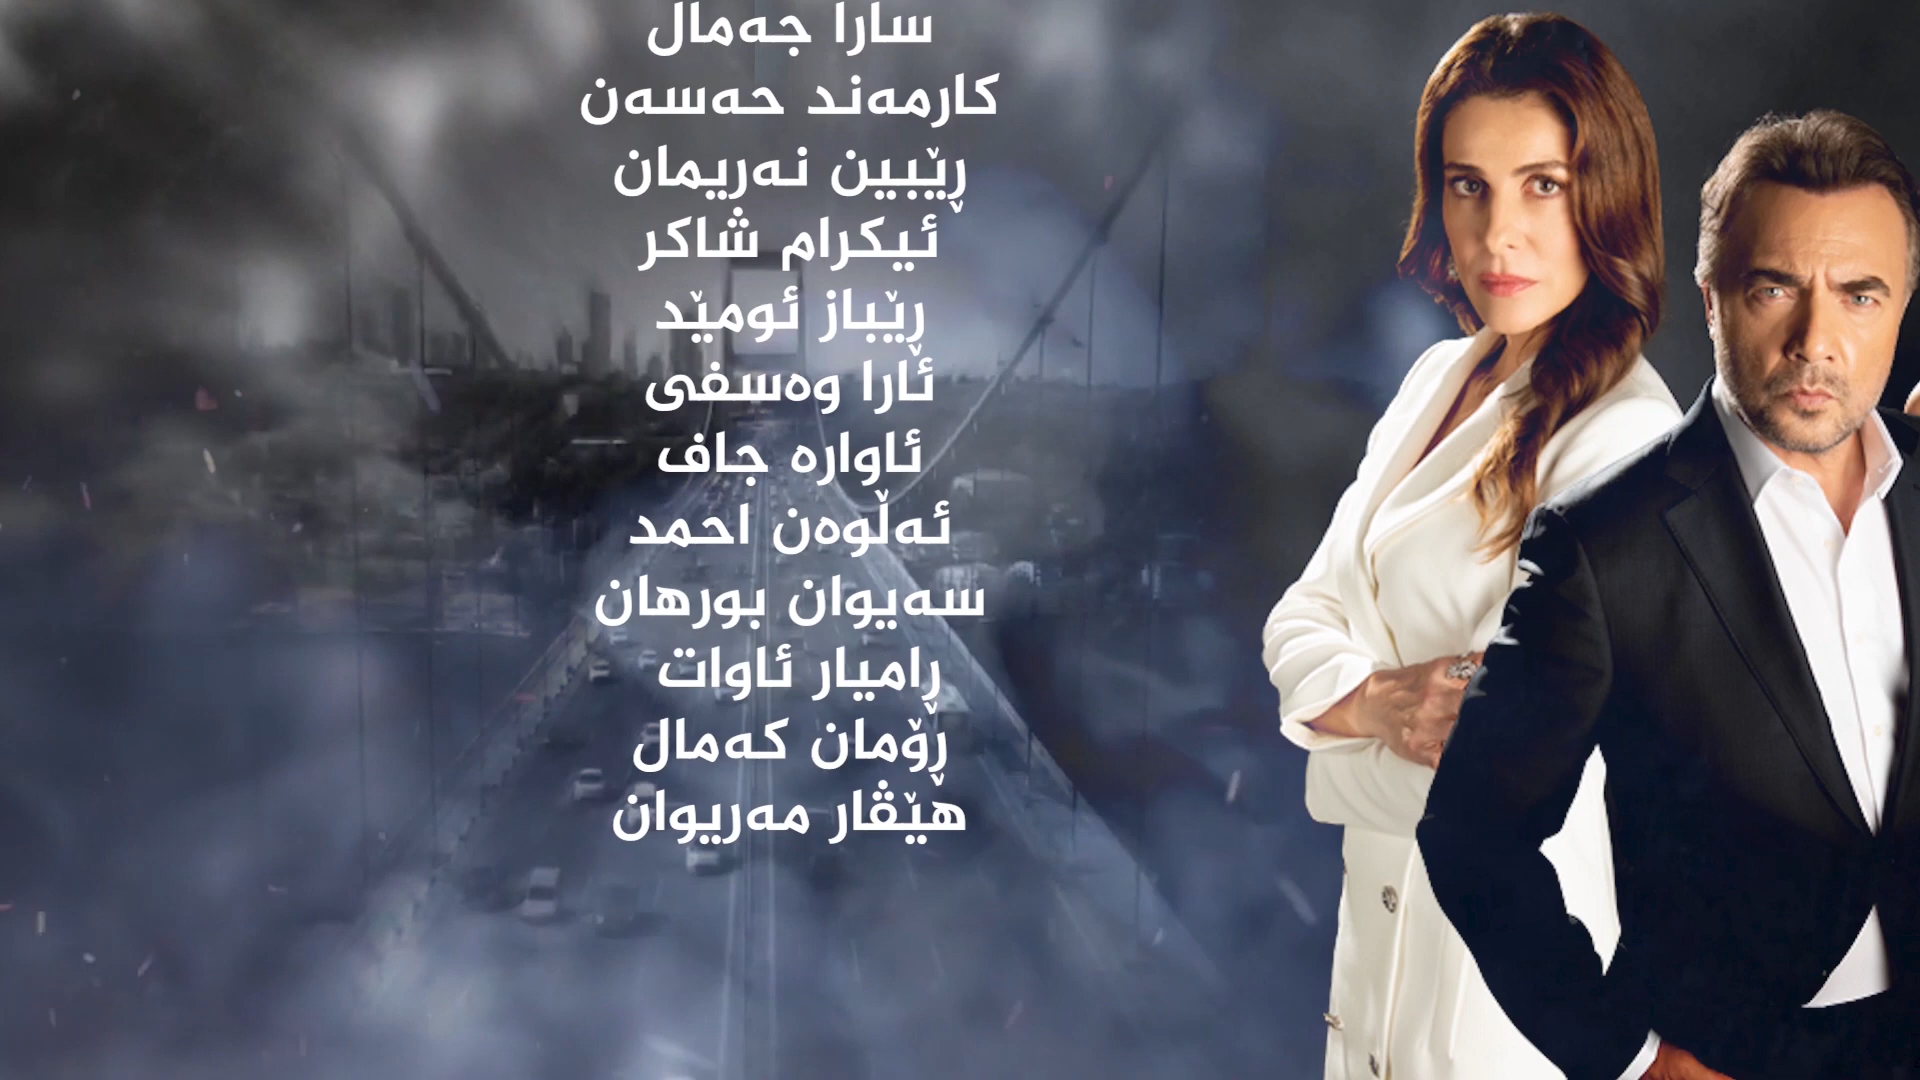 سارا جەمال
کارمەند حەسەن
ڕێبین نەریمان
ئیکرام شاکر
ڕێباز ئومێد
ئارا وەسفی
ئاوارە جاف
ئەڵوەن احمد
سەیوان بورهان
ڕامیار ئاوات
ڕۆمان کەمال
هێڤار مەریوان